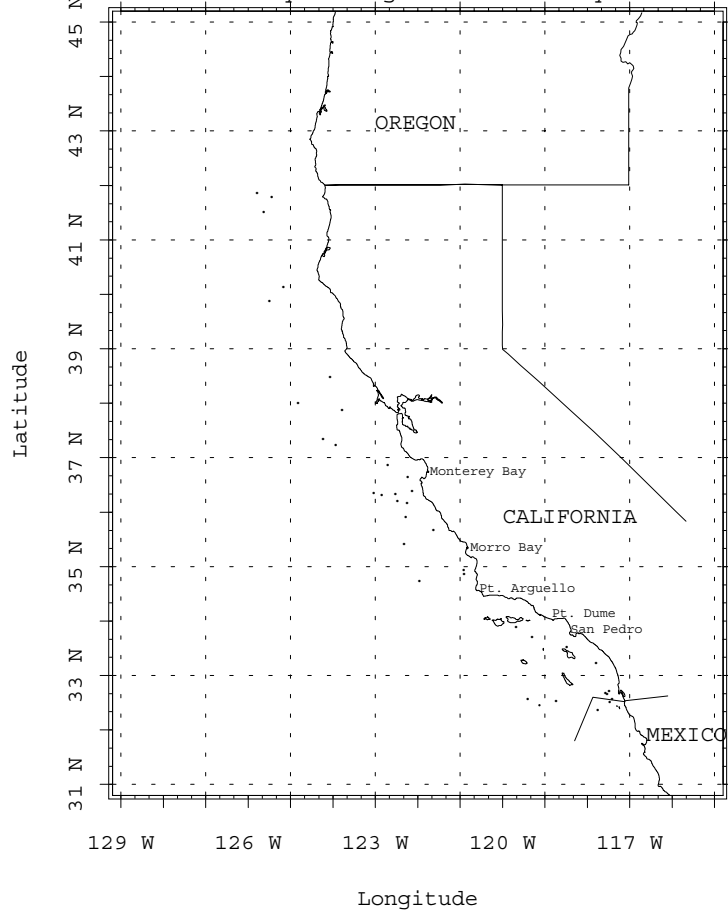 45 N
OREGON
43 N
41 N
39 N
Latitude
37 N
Monterey Bay
CALIFORNIA
Morro Bay
35 N
Pt. Arguello
Pt. Dume
San Pedro
33 N
MEXICO
31 N
129 W 126 W 123 W 120 W 117 W
Longitude